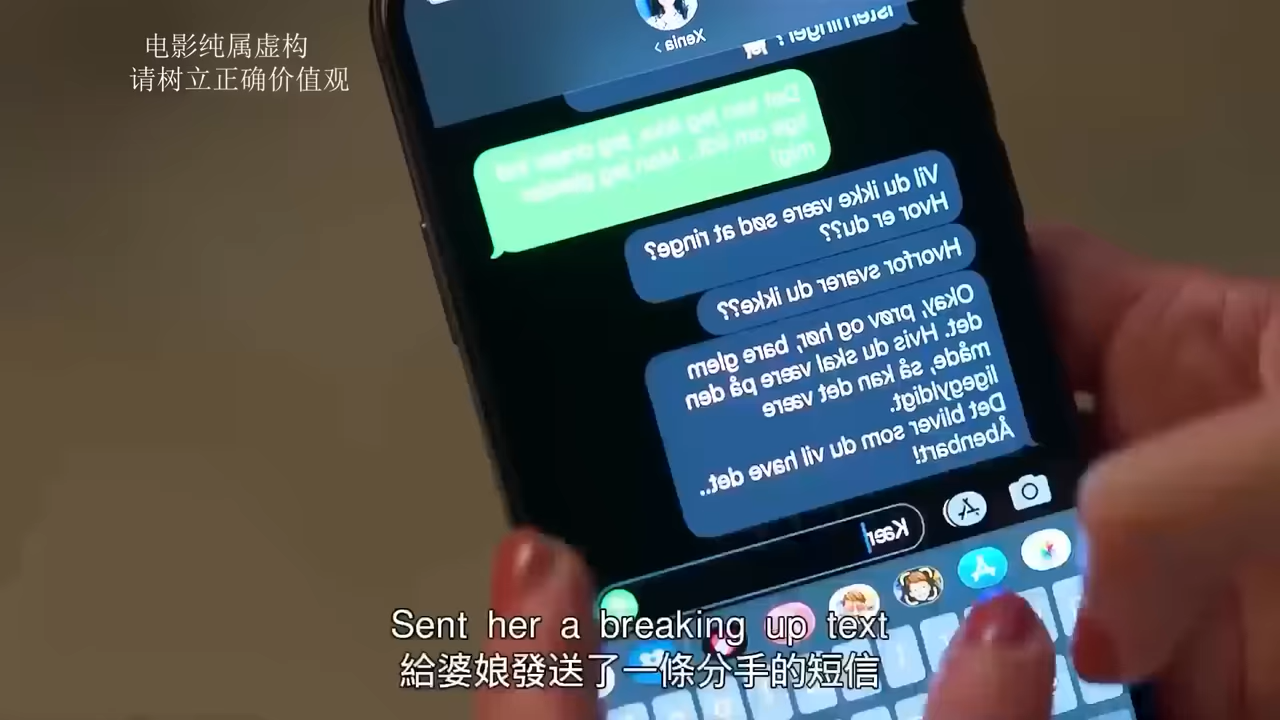 电影纯属虚构
请树立正确价值观
Xenia >
isterninger?
Vil du ikke være sød at ringe?
Hvor er du??
Hvorfor svarer du ikke??
Okay, prøv og hør, bare glem
det. Hvis du skal være på den
måde, så kan det være
ligegyldigt.
Det bliver som du vil have det..
Åbenbart!
Kær
Sent her a breaking up text
給婆娘發送了一條分手的短信